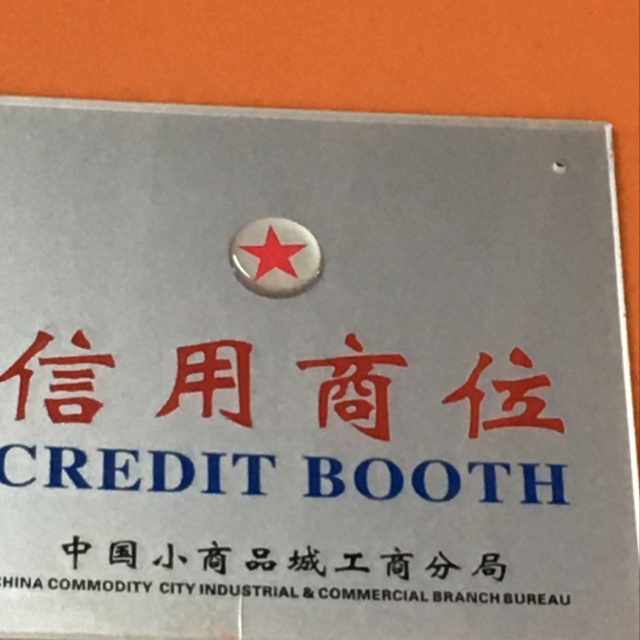 信用商位
CREDIT BOOTH
中国小商品城工商分局
CHINA COMMODITY CITY INDUSTRIAL & COMMERCIAL BRANCH BUREAU